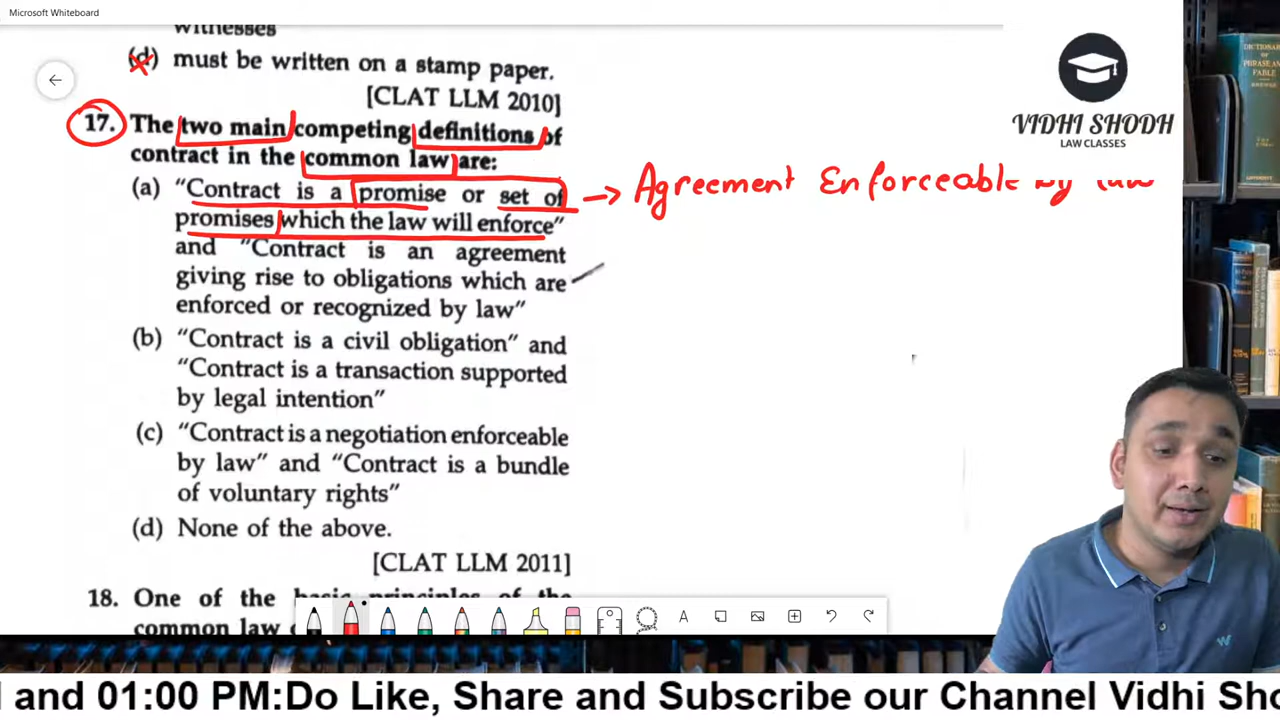 Microsoft Whiteboard
witnesses
(d) must be written on a stamp paper.
[CLAT LLM 2010]
17. The two main competing definitions of
contract in the common law are:
(a) "Contract is a promise or set of
promises which the law will enforce"
and "Contract is an agreement
giving rise to obligations which are
enforced or recognized by law"
(b) "Contract is a civil obligation" and
"Contract is a transaction supported
by legal intention"
(c) "Contract is a negotiation enforceable
by law" and "Contract is a bundle
of voluntary rights"
(d) None of the above.
[CLAT LLM 2011]
18. One of the basic principles of the
common law
Agreement Enforceable by law
VIDHI SHODH
LAW CLASSES
DICTIONARY
and 01:00 PM:Do Like, Share and Subscribe our Channel Vidhi Sho